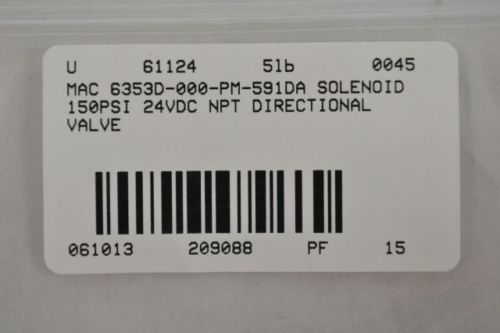 U 61124 5lb 0045
MAC 6353D-000-PM-591DA SOLENOID
150PSI 24VDC NPT DIRECTIONAL
VALVE
061013 209088 PF 15